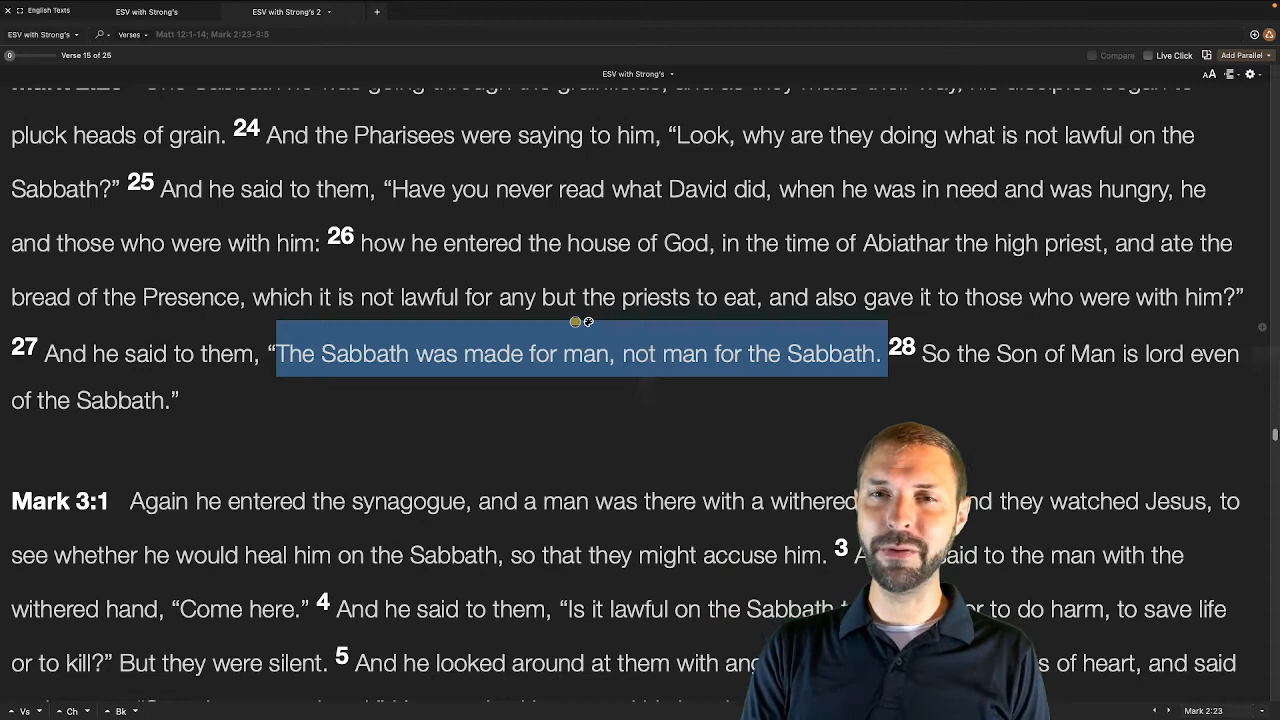 English Texts
ESV with Strong's
ESV with Strong's 2
ESV with Strong's
Verses
Matt 12:1-14; Mark 2:23-3:5
0
Verse 15 of 25
Compare
Live Click
Add Parallel
ESV with Strong's
AA
pluck heads of grain. 24 And the Pharisees were saying to him, “Look, why are they doing what is not lawful on the
Sabbath?” 25 And he said to them, “Have you never read what David did, when he was in need and was hungry, he
and those who were with him: 26 how he entered the house of God, in the time of Abiathar the high priest, and ate the
bread of the Presence, which it is not lawful for any but the priests to eat, and also gave it to those who were with him?”
27 And he said to them, “The Sabbath was made for man, not man for the Sabbath. 28 So the Son of Man is lord even
of the Sabbath.”
Mark 3:1 Again he entered the synagogue, and a man was there with a withered nd they watched Jesus, to
see whether he would heal him on the Sabbath, so that they might accuse him. 3 A aid to the man with the
withered hand, “Come here.” 4 And he said to them, “Is it lawful on the Sabbath or to do harm, to save life
or to kill?” But they were silent. 5 And he looked around at them with ang s of heart, and said
Vs
Ch
Bk
Mark 2:23